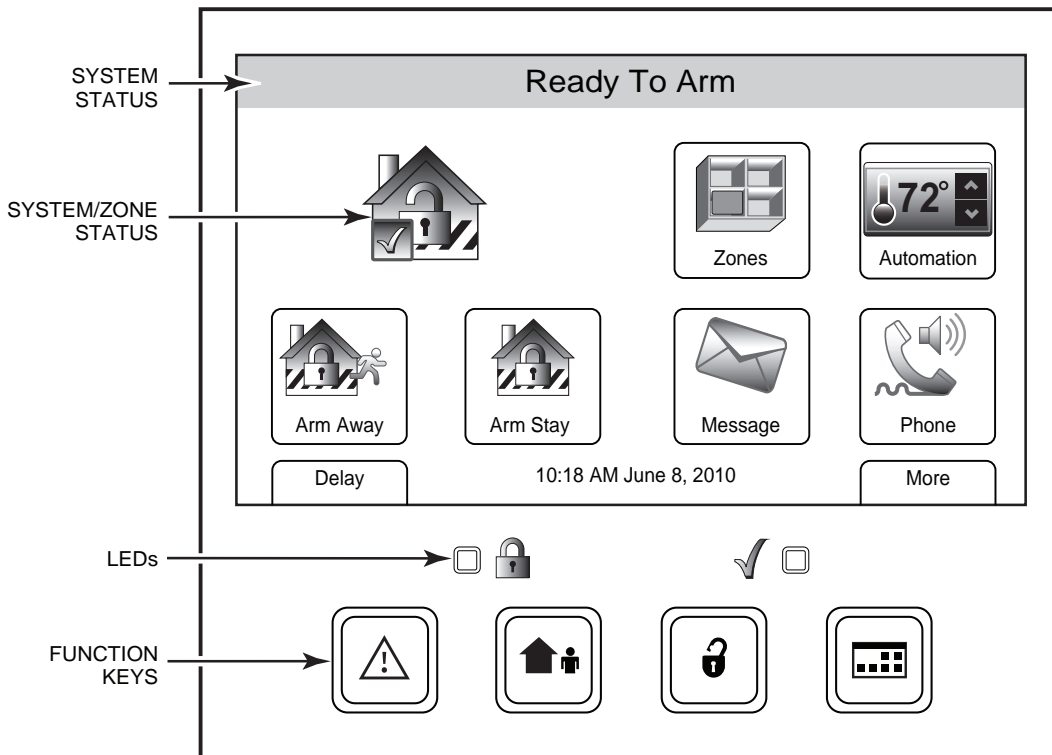 SYSTEM
STATUS
Ready To Arm
SYSTEM/ZONE
STATUS
Zones
72°
Automation
Arm Away
Arm Stay
Message
Phone
Delay
10:18 AM June 8, 2010
More
LEDs
FUNCTION
KEYS